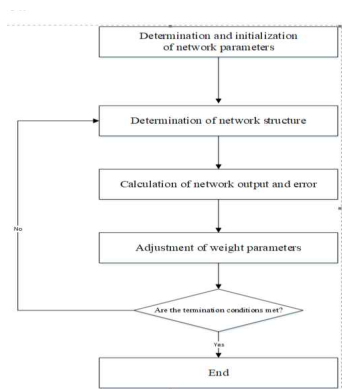 Determination and initialization
of network parameters
Determination of network structure
Calculation of network output and error
Adjustment of weight parameters
No
Are the termination conditions met?
Yes
End